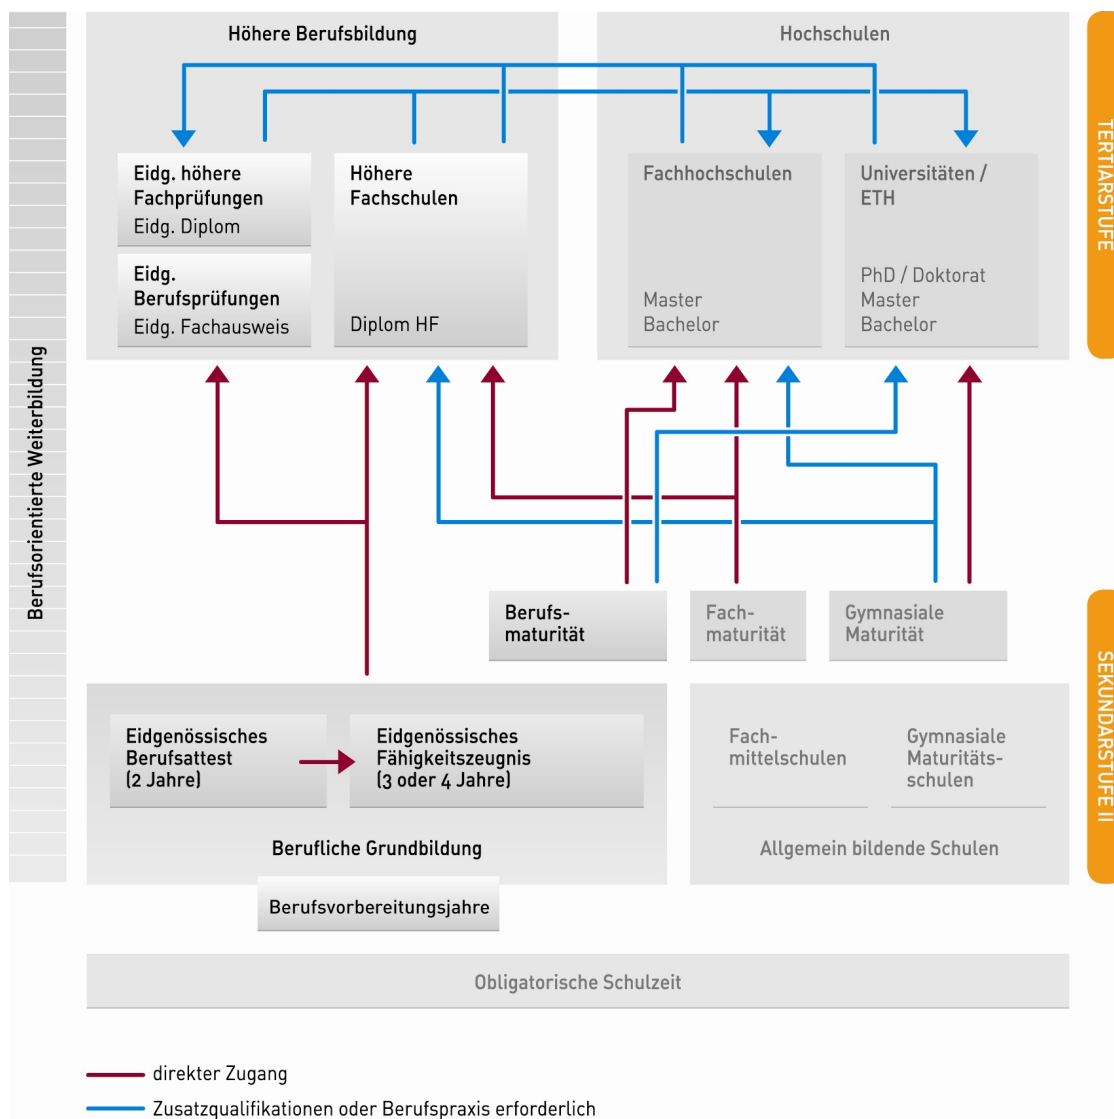 Höhere Berufsbildung
Hochschulen
Eidg. höhere
Fachprüfungen
Eidg. Diplom
Eidg.
Berufsprüfungen
Eidg. Fachausweis
Höhere
Fachschulen
Diplom HF
Fachhochschulen
Master
Bachelor
Universitäten /
ETH
PhD / Doktorat
Master
Bachelor
TERTIARSTUFE
Berufsorientierte Weiterbildung
Berufs-
maturität
Fach-
maturität
Gymnasiale
Maturität
SEKUNDARSTUFE II
Eidgenössisches
Berufsattest
(2 Jahre)
Eidgenössisches
Fähigkeitszeugnis
(3 oder 4 Jahre)
Berufliche Grundbildung
Fach-
mittelschulen
Gymnasiale
Maturitäts-
schulen
Allgemein bildende Schulen
Berufsvorbereitungsjahre
Obligatorische Schulzeit
direkter Zugang
Zusatzqualifikationen oder Berufspraxis erforderlich